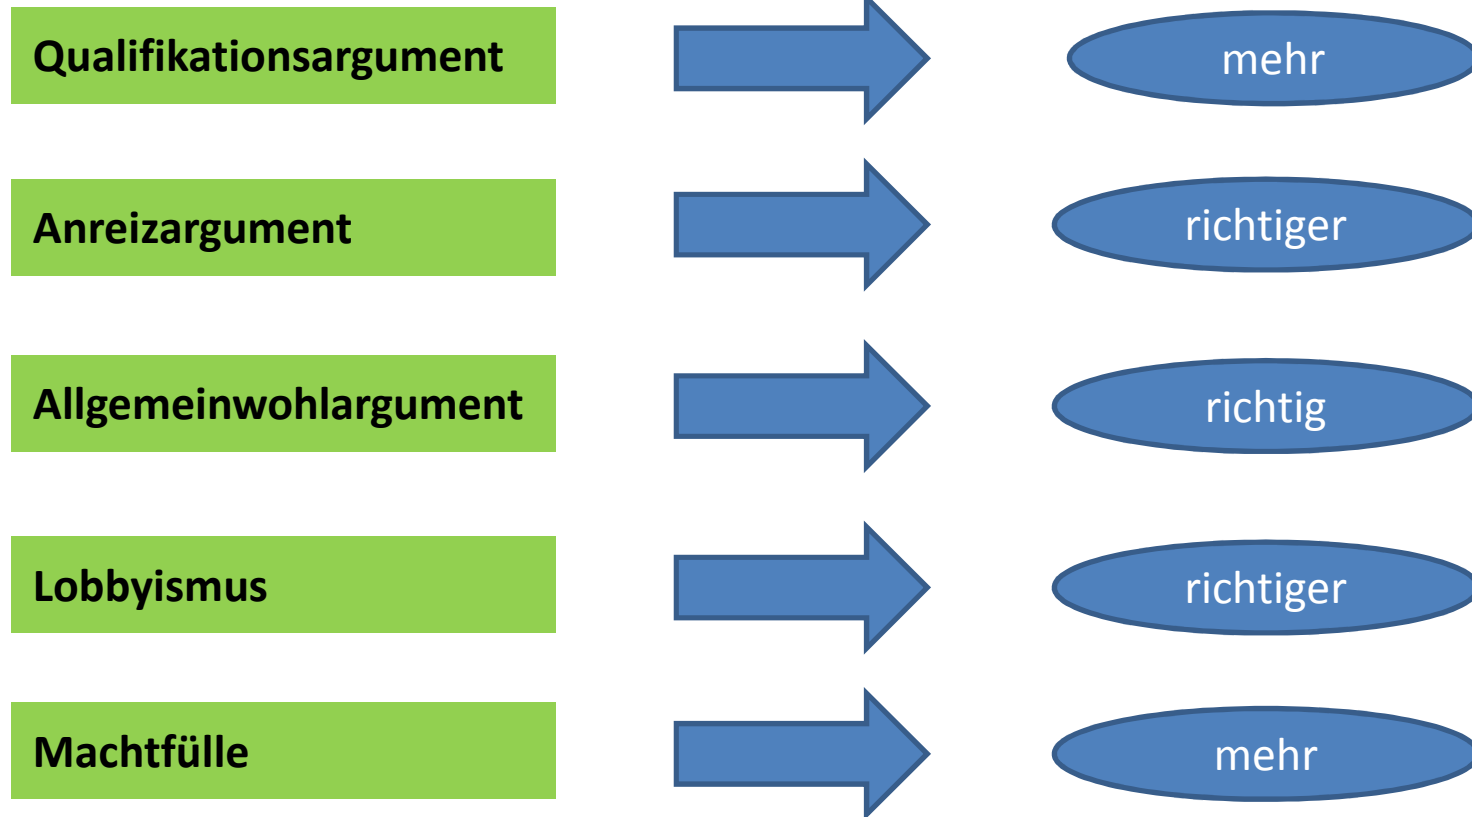 Qualifikationsargument
mehr
Anreizargument
richtiger
Allgemeinwohlargument
richtig
Lobbyismus
richtiger
Machtfülle
mehr